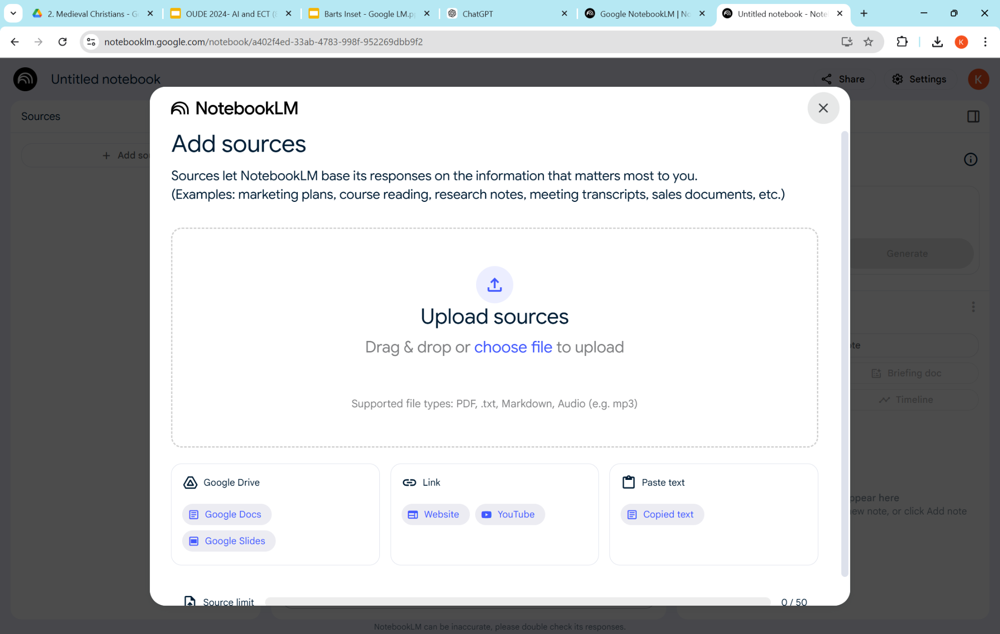 2. Medieval Christians - G
OUDE 2024- AI and ECT (
Barts Inset - Google LM.p
ChatGPT
Google NotebookLM | No
Untitled notebook - Note
notebooklm.google.com/notebook/a402f4ed-33ab-4783-998f-952269dbb9f2
K
Untitled notebook
Share
Settings
K
Sources
+ Add sou
NotebookLM
Add sources
Sources let NotebookLM base its responses on the information that matters most to you.
(Examples: marketing plans, course reading, research notes, meeting transcripts, sales documents, etc.)
Generate
Upload sources
Drag & drop or choose file to upload
Supported file types: PDF, .txt, Markdown, Audio (e.g. mp3)
ote
Briefing doc
Timeline
Google Drive
Google Docs
Google Slides
Link
Website
YouTube
Paste text
Copied text
ppear here
ew note, or click Add note
Source limit
0 / 50
NotebookLM can be inaccurate, please double check its responses.